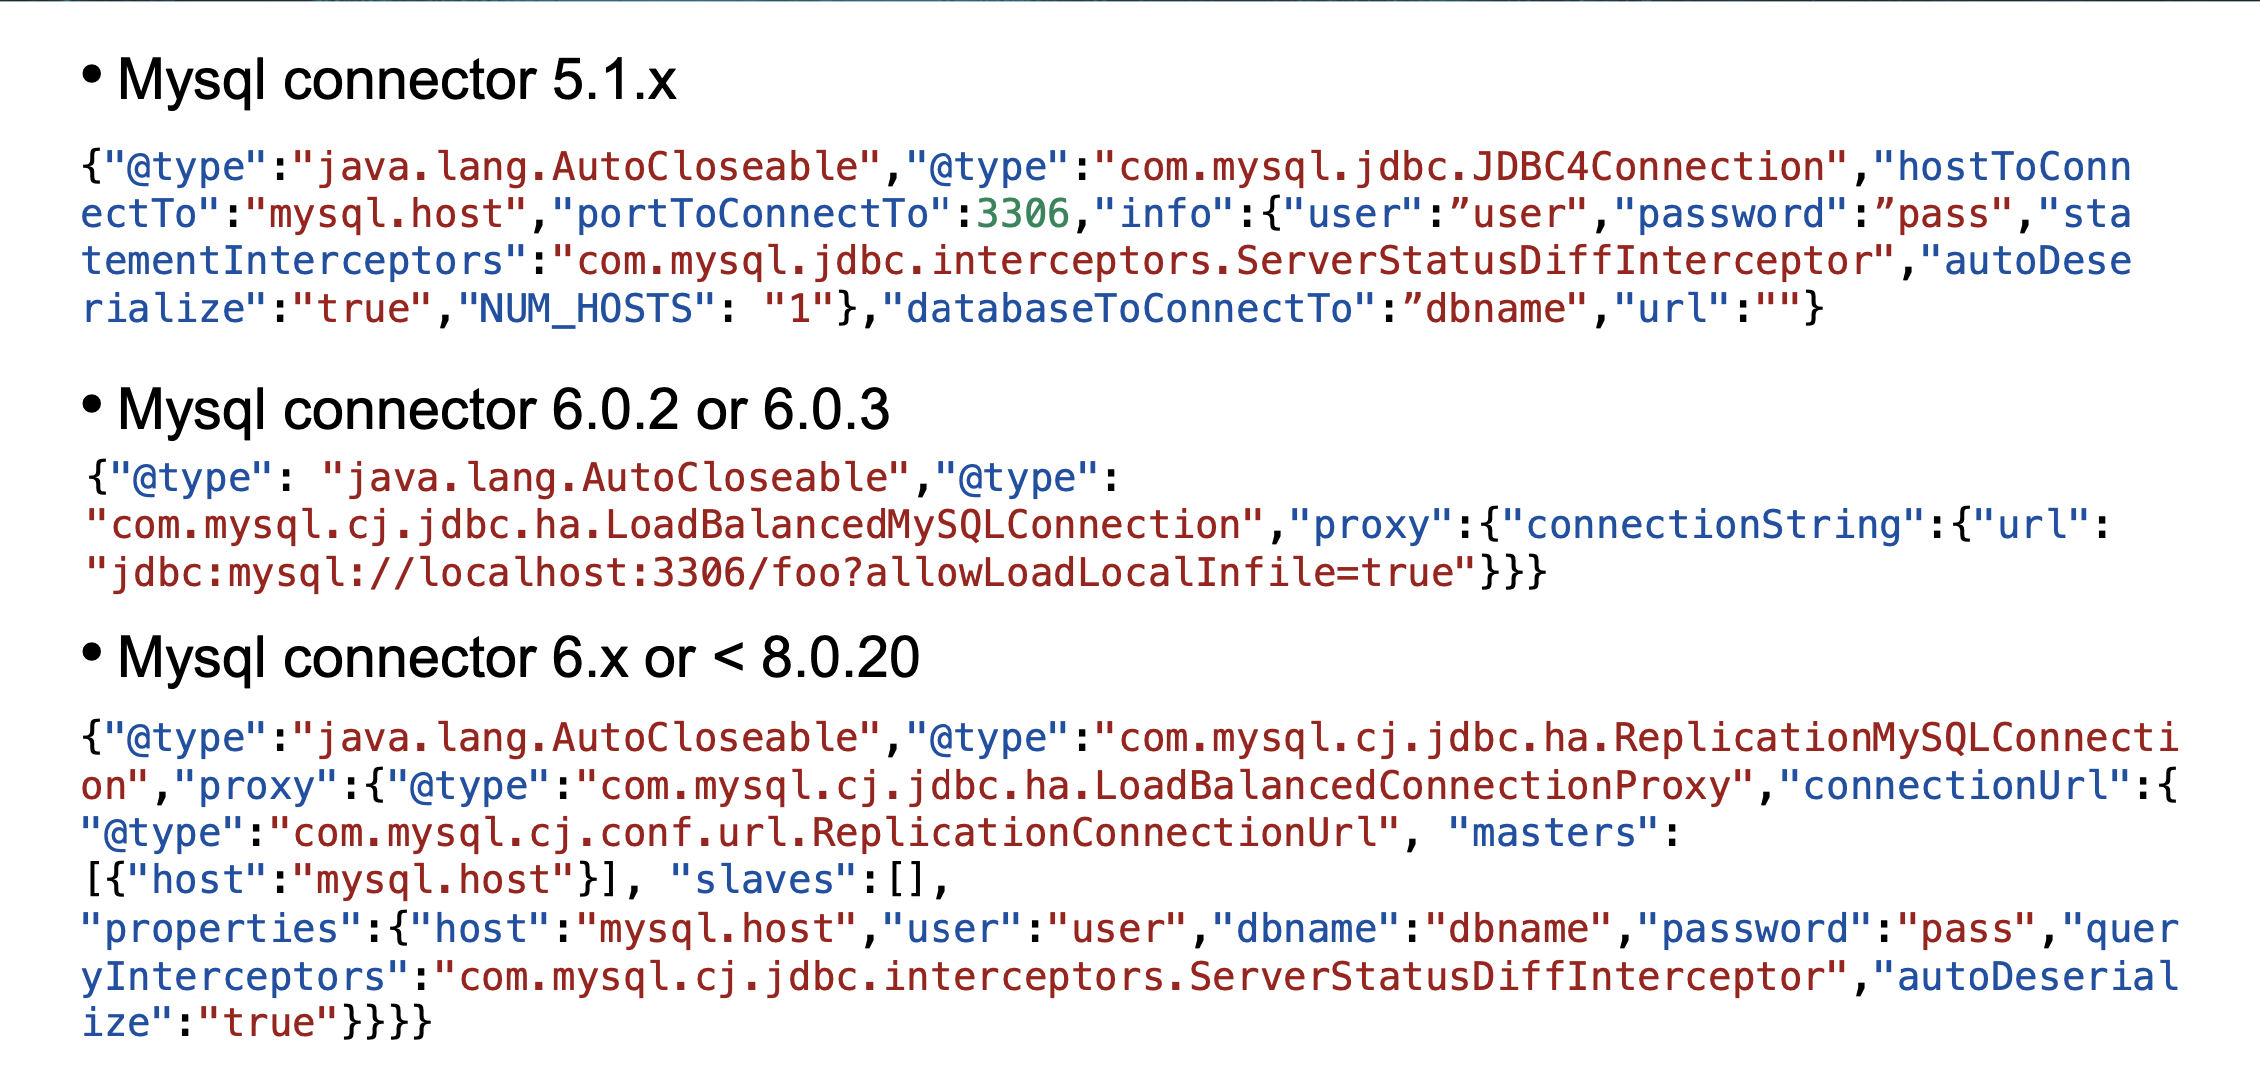 • Mysql connector 5.1.x
{"@type":"java.lang.AutoCloseable","@type":"com.mysql.jdbc.JDBC4Connection","hostToConn
ectTo":"mysql.host","portToConnectTo":3306,"info":{"user":”user","password":”pass","sta
tementInterceptors":"com.mysql.jdbc.interceptors.ServerStatusDiffInterceptor","autoDese
rialize":"true","NUM_HOSTS": "1"},"databaseToConnectTo":”dbname","url":""}
• Mysql connector 6.0.2 or 6.0.3
{"@type": "java.lang.AutoCloseable","@type":
"com.mysql.cj.jdbc.ha.LoadBalancedMySQLConnection","proxy":{"connectionString":{"url":
"jdbc:mysql://localhost:3306/foo?allowLoadLocalInfile=true"}}}
• Mysql connector 6.x or < 8.0.20
{"@type":"java.lang.AutoCloseable","@type":"com.mysql.cj.jdbc.ha.ReplicationMySQLConnecti
on","proxy":{"@type":"com.mysql.cj.jdbc.ha.LoadBalancedConnectionProxy","connectionUrl":{
"@type":"com.mysql.cj.conf.url.ReplicationConnectionUrl", "masters":
[{"host":"mysql.host"}], "slaves":[],
"properties":{"host":"mysql.host","user":"user","dbname":"dbname","password":"pass","quer
yInterceptors":"com.mysql.cj.jdbc.interceptors.ServerStatusDiffInterceptor","autoDeserial
ize":"true"}}}}